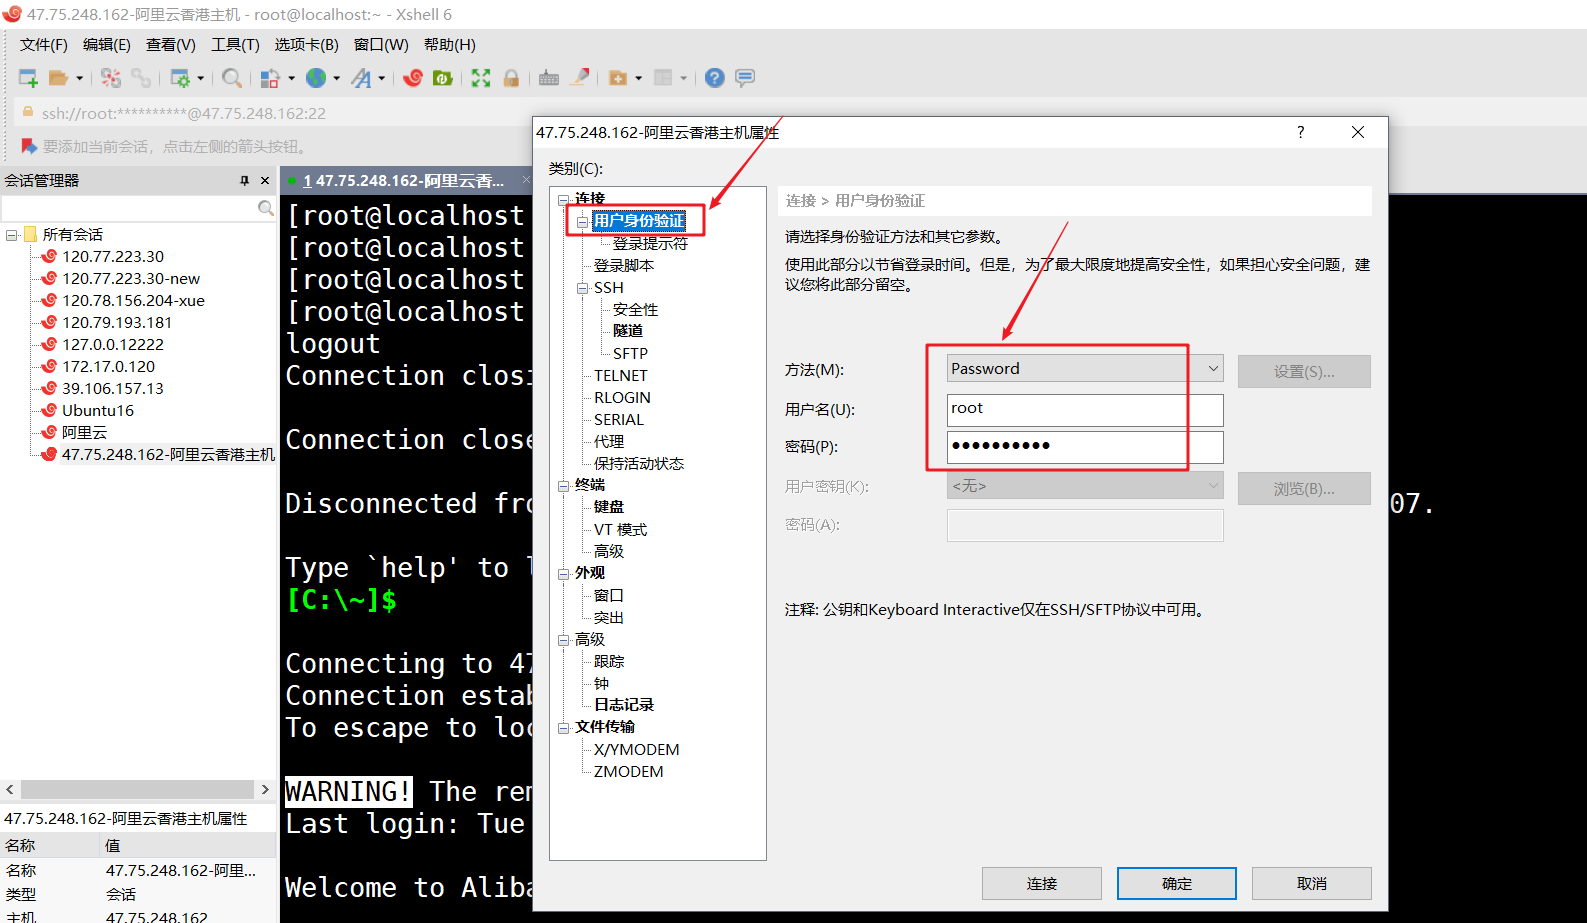 47.75.248.162-阿里云香港主机 - root@localhost:~ - Xshell 6
文件(F) 编辑(E) 查看(V) 工具(T) 选项卡(B) 窗口(W) 帮助(H)
ssh://root:**********@47.75.248.162:22
要添加当前会话，点击左侧的箭头按钮。
会话管理器
所有会话
120.77.223.30
120.77.223.30-new
120.78.156.204-xue
120.79.193.181
127.0.0.12222
172.17.0.120
39.106.157.13
Ubuntu16
阿里云
47.75.248.162-阿里云香港主机
47.75.248.162-阿里云香港主机属性
名称 值
名称 47.75.248.162-阿里...
类型 会话
主机 47.75.248.162
1 47.75.248.162-阿里云香...
[root@localhost
[root@localhost
[root@localhost
[root@localhost
logout
Connection closi
Connection close
Disconnected fro 07.
Type `help' to l
[C:\~]$
Connecting to 47
Connection estab
To escape to loc
WARNING! The rem
Last login: Tue
Welcome to Aliba
47.75.248.162-阿里云香港主机属性 ?
类别(C):
连接
用户身份验证
登录提示符
登录脚本
SSH
安全性
隧道
SFTP
TELNET
RLOGIN
SERIAL
代理
保持活动状态
终端
键盘
VT 模式
高级
外观
窗口
突出
高级
跟踪
钟
日志记录
文件传输
X/YMODEM
ZMODEM
连接 > 用户身份验证
请选择身份验证方法和其它参数。
使用此部分以节省登录时间。但是，为了最大限度地提高安全性，如果担心安全问题，建
议您将此部分留空。
方法(M): Password 设置(S)...
用户名(U): root
密码(P): ●●●●●●●●●●
用户密钥(K): <无> 浏览(B)...
密码(A):
注释: 公钥和Keyboard Interactive仅在SSH/SFTP协议中可用。
连接 确定 取消